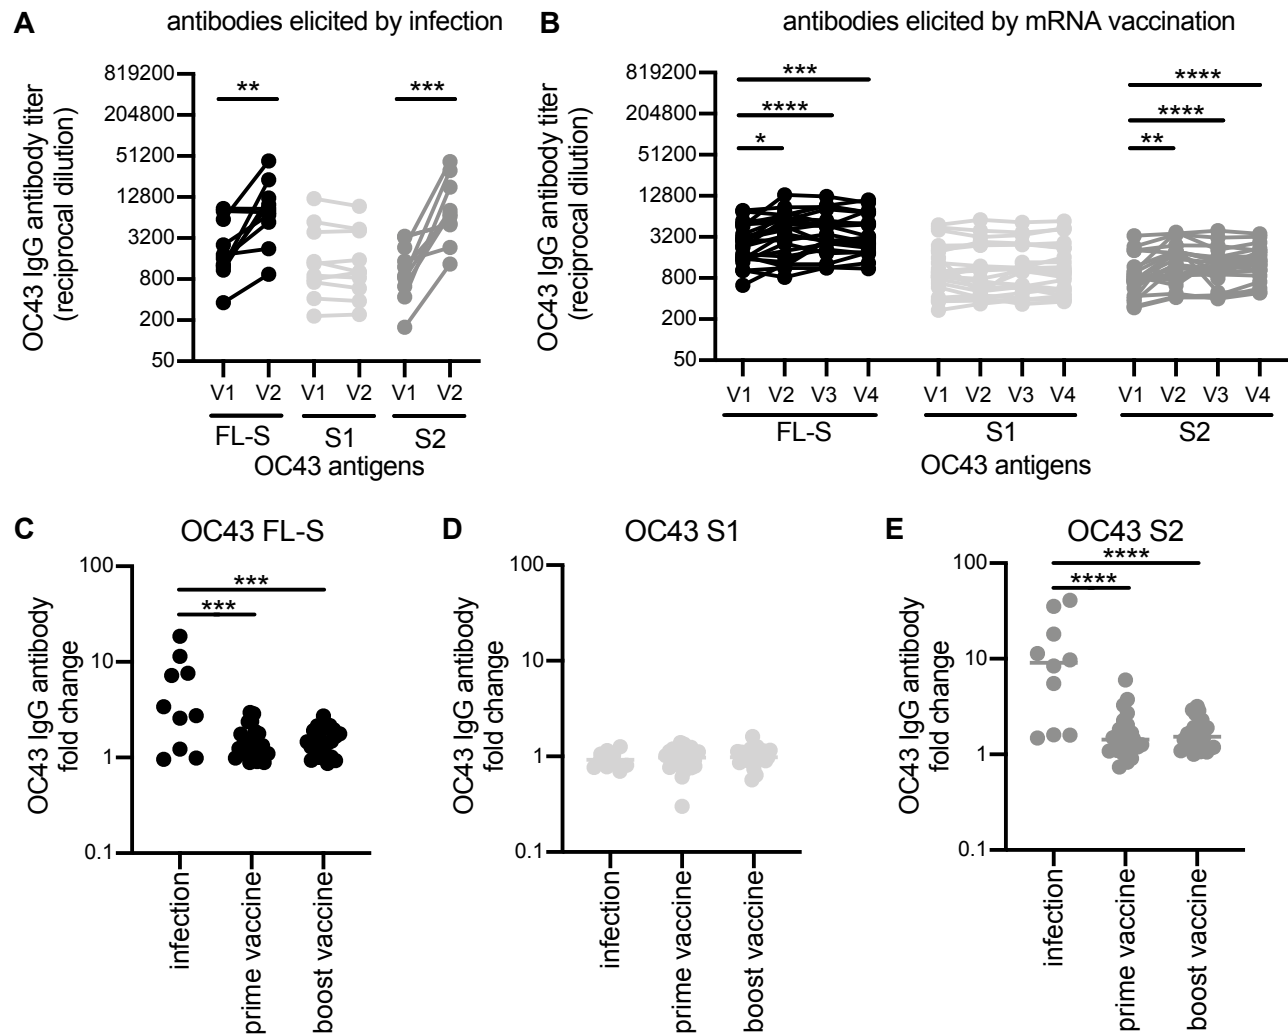 A
antibodies elicited by infection
OC43 IgG antibody titer
(reciprocal dilution)
819200
204800
51200
12800
3200
800
200
50
**
***
V1 V2 V1 V2 V1 V2
FL-S S1 S2
OC43 antigens
B
antibodies elicited by mRNA vaccination
OC43 IgG antibody titer
(reciprocal dilution)
819200
204800
51200
12800
3200
800
200
50
***
****
*
****
****
**
V1 V2 V3 V4 V1 V2 V3 V4 V1 V2 V3 V4
FL-S S1 S2
OC43 antigens
C
OC43 FL-S
OC43 IgG antibody
fold change
100
10
1
0.1
***
***
infection
prime vaccine
boost vaccine
D
OC43 S1
OC43 IgG antibody
fold change
100
10
1
0.1
infection
prime vaccine
boost vaccine
E
OC43 S2
OC43 IgG antibody
fold change
100
10
1
0.1
****
****
infection
prime vaccine
boost vaccine